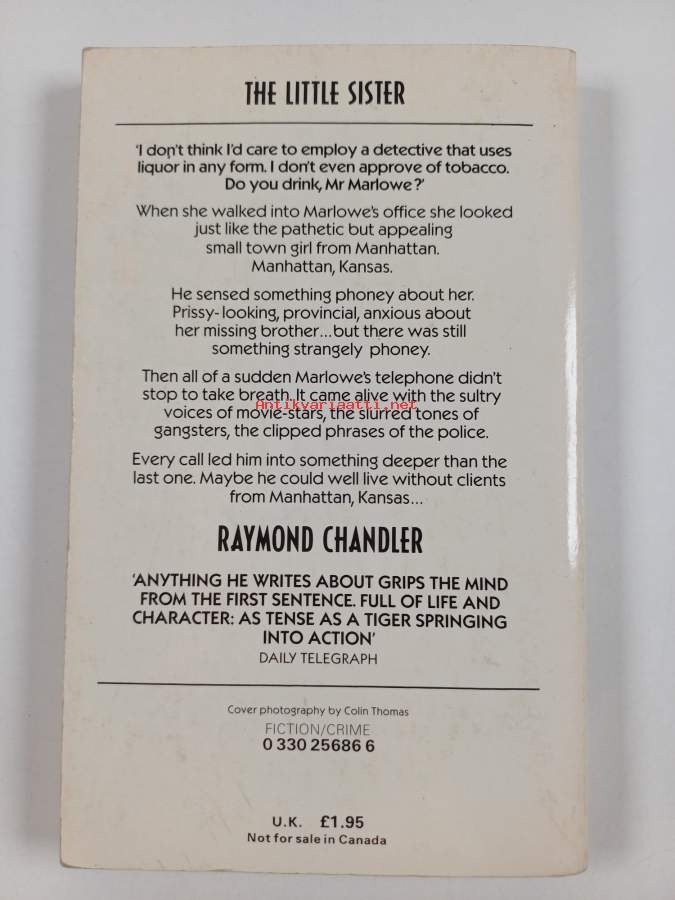 THE LITTLE SISTER
'I don't think I'd care to employ a detective that uses
liquor in any form. I don't even approve of tobacco.
Do you drink, Mr Marlowe?'
When she walked into Marlowe's office she looked
just like the pathetic but appealing
small town girl from Manhattan.
Manhattan, Kansas.
He sensed something phoney about her.
Prissy-looking, provincial, anxious about
her missing brother...but there was still
something strangely phoney.
Then all of a sudden Marlowe's telephone didn't
stop to take breath. It came alive with the sultry
Antikvariaatti.net
voices of movie-stars, the slurred tones of
gangsters, the clipped phrases of the police.
Every call led him into something deeper than the
last one. Maybe he could well live without clients
from Manhattan, Kansas...
RAYMOND CHANDLER
'ANYTHING HE WRITES ABOUT GRIPS THE MIND
FROM THE FIRST SENTENCE. FULL OF LIFE AND
CHARACTER: AS TENSE AS A TIGER SPRINGING
INTO ACTION'
DAILY TELEGRAPH
Cover photography by Colin Thomas
FICTION/CRIME
0 330 25686 6
U.K. £1.95
Not for sale in Canada